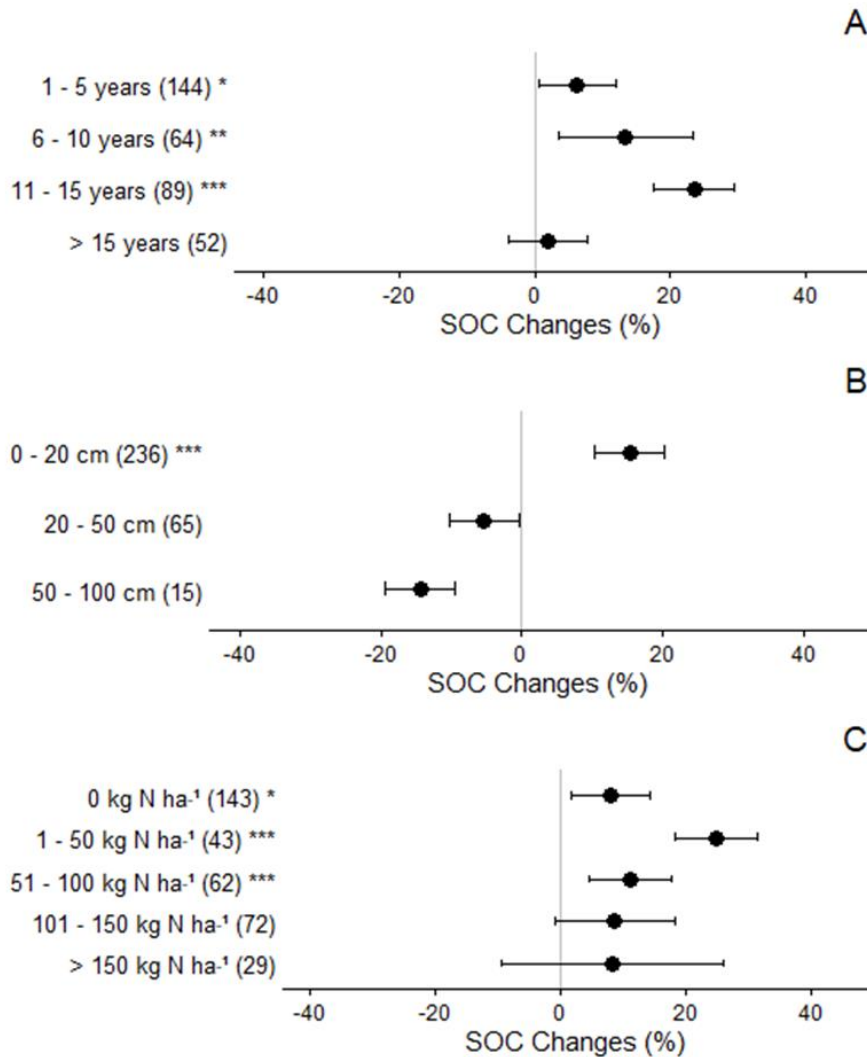 A
1 - 5 years (144) *
6 - 10 years (64) **
11 - 15 years (89) ***
> 15 years (52)
-40 -20 0 20 40
SOC Changes (%)
B
0 - 20 cm (236) ***
20 - 50 cm (65)
50 - 100 cm (15)
-40 -20 0 20 40
SOC Changes (%)
C
0 kg N ha-¹ (143) *
1 - 50 kg N ha-¹ (43) ***
51 - 100 kg N ha-¹ (62) ***
101 - 150 kg N ha-¹ (72)
> 150 kg N ha-¹ (29)
-40 -20 0 20 40
SOC Changes (%)